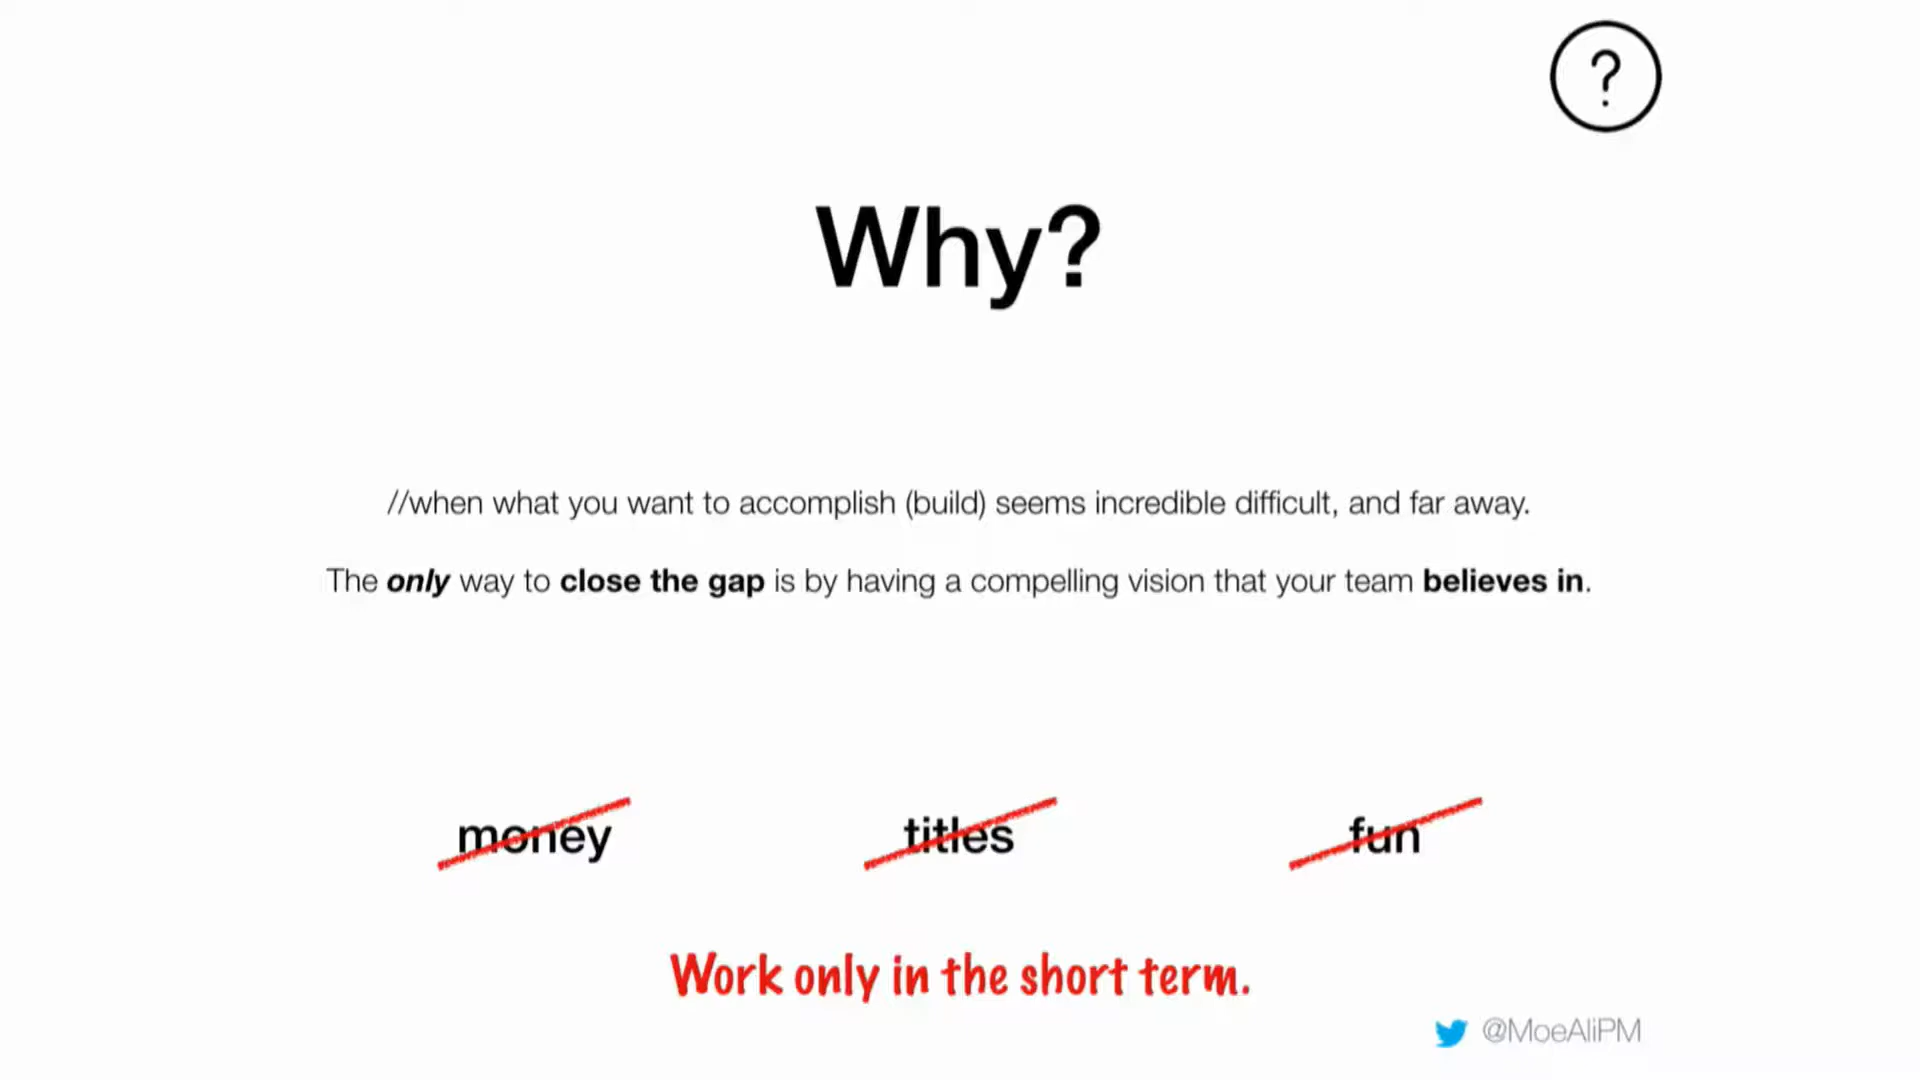 ?
Why?
//when what you want to accomplish (build) seems incredible difficult, and far away.
The only way to close the gap is by having a compelling vision that your team believes in.
money titles fun
Work only in the short term.
@MoeAliPM